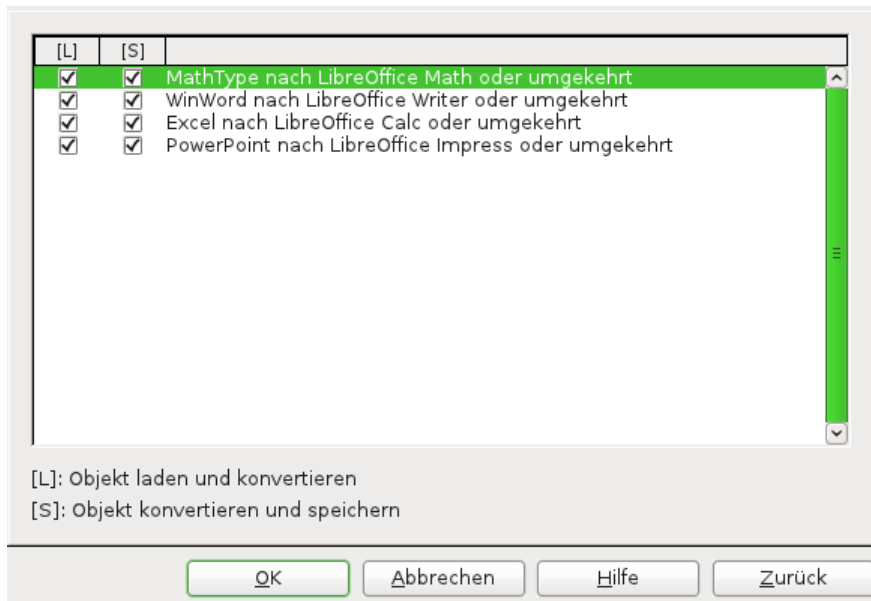 [L] [S]
MathType nach LibreOffice Math oder umgekehrt
WinWord nach LibreOffice Writer oder umgekehrt
Excel nach LibreOffice Calc oder umgekehrt
PowerPoint nach LibreOffice Impress oder umgekehrt
[L]: Objekt laden und konvertieren
[S]: Objekt konvertieren und speichern
OK Abbrechen Hilfe Zurück